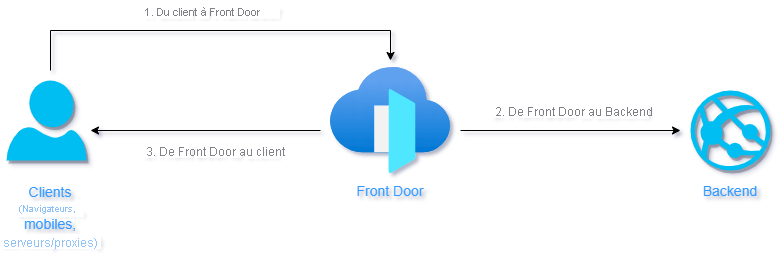 1. Du client à Front Door
2. De Front Door au Backend
3. De Front Door au client
Clients
(Navigateurs,
mobiles,
serveurs/proxies)
Front Door
Backend